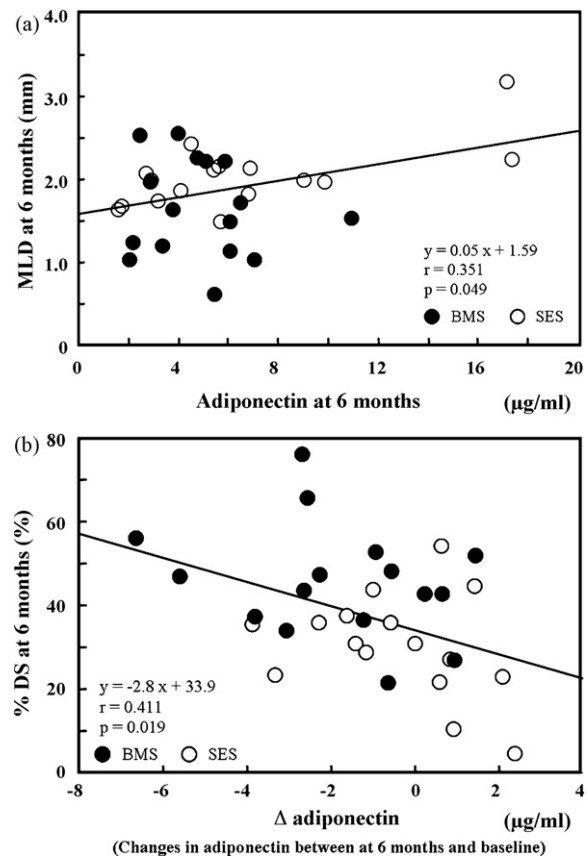 (a)
4.0
3.0
2.0
1.0
0
MLD at 6 months (mm)
y = 0.05 x + 1.59
r = 0.351
p = 0.049
BMS SES
0 4 8 12 16 20
Adiponectin at 6 months (μg/ml)
(b)
80
60
40
20
0
% DS at 6 months (%)
y = -2.8 x + 33.9
r = 0.411
p = 0.019
BMS SES
-8 -6 -4 -2 0 2 4
Δ adiponectin (μg/ml)
(Changes in adiponectin between at 6 months and baseline)